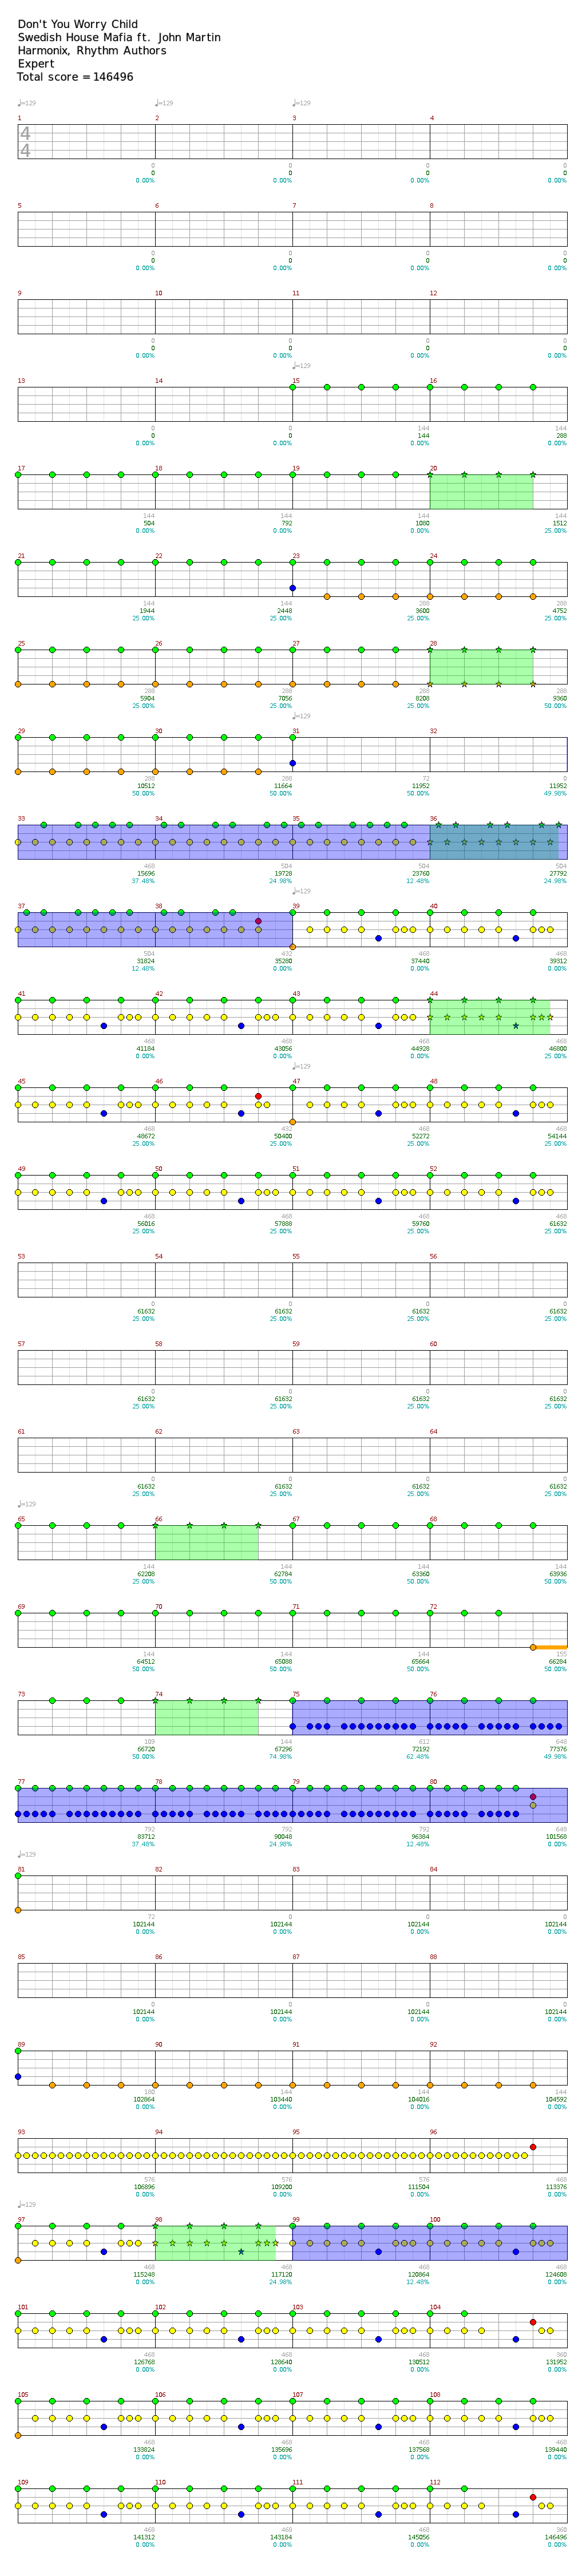 Don't You Worry Child
Swedish House Mafia ft.  John Martin
Harmonix, Rhythm Authors
Expert
Total score = 146496
♩=129 ♩=129 ♩=129
1 2 3 4
4
4
0 0 0 0
0 0 0 0
0.00% 0.00% 0.00% 0.00%
5 6 7 8
0 0 0 0
0 0 0 0
0.00% 0.00% 0.00% 0.00%
9 10 11 12
0 0 0 0
0 0 0 0
0.00% 0.00% 0.00% 0.00%
♩=129
13 14 15 16
0 0 144 144
0 0 144 288
0.00% 0.00% 0.00% 0.00%
17 18 19 20
144 144 144 144
504 792 1080 1512
0.00% 0.00% 0.00% 25.00%
21 22 23 24
144 144 288 288
1944 2448 3600 4752
25.00% 25.00% 25.00% 25.00%
25 26 27 28
288 288 288 288
5904 7056 8208 9360
25.00% 25.00% 25.00% 50.00%
♩=129
29 30 31 32
288 288 72 0
10512 11664 11952 11952
50.00% 50.00% 50.00% 49.98%
33 34 35 36
468 504 504 504
15696 19728 23760 27792
37.48% 24.98% 12.48% 24.98%
♩=129
37 38 39 40
504 432 468 468
31824 35280 37440 39312
12.48% 0.00% 0.00% 0.00%
41 42 43 44
468 468 468 468
41184 43056 44928 46800
0.00% 0.00% 0.00% 25.00%
♩=129
45 46 47 48
468 432 468 468
48672 50400 52272 54144
25.00% 25.00% 25.00% 25.00%
49 50 51 52
468 468 468 468
56016 57888 59760 61632
25.00% 25.00% 25.00% 25.00%
53 54 55 56
0 0 0 0
61632 61632 61632 61632
25.00% 25.00% 25.00% 25.00%
57 58 59 60
0 0 0 0
61632 61632 61632 61632
25.00% 25.00% 25.00% 25.00%
61 62 63 64
0 0 0 0
61632 61632 61632 61632
25.00% 25.00% 25.00% 25.00%
♩=129
65 66 67 68
144 144 144 144
62208 62784 63360 63936
25.00% 50.00% 50.00% 50.00%
69 70 71 72
144 144 144 155
64512 65088 65664 66284
50.00% 50.00% 50.00% 50.00%
73 74 75 76
109 144 612 648
66720 67296 72192 77376
50.00% 74.98% 62.48% 49.98%
77 78 79 80
792 792 792 648
83712 90048 96384 101568
37.48% 24.98% 12.48% 0.00%
♩=129
81 82 83 84
72 0 0 0
102144 102144 102144 102144
0.00% 0.00% 0.00% 0.00%
85 86 87 88
0 0 0 0
102144 102144 102144 102144
0.00% 0.00% 0.00% 0.00%
89 90 91 92
180 144 144 144
102864 103440 104016 104592
0.00% 0.00% 0.00% 0.00%
93 94 95 96
576 576 576 468
106896 109200 111504 113376
0.00% 0.00% 0.00% 0.00%
♩=129
97 98 99 100
468 468 468 468
115248 117120 120864 124608
0.00% 24.98% 12.48% 0.00%
101 102 103 104
468 468 468 360
126768 128640 130512 131952
0.00% 0.00% 0.00% 0.00%
105 106 107 108
468 468 468 468
133824 135696 137568 139440
0.00% 0.00% 0.00% 0.00%
109 110 111 112
468 468 468 360
141312 143184 145056 146496
0.00% 0.00% 0.00% 0.00%